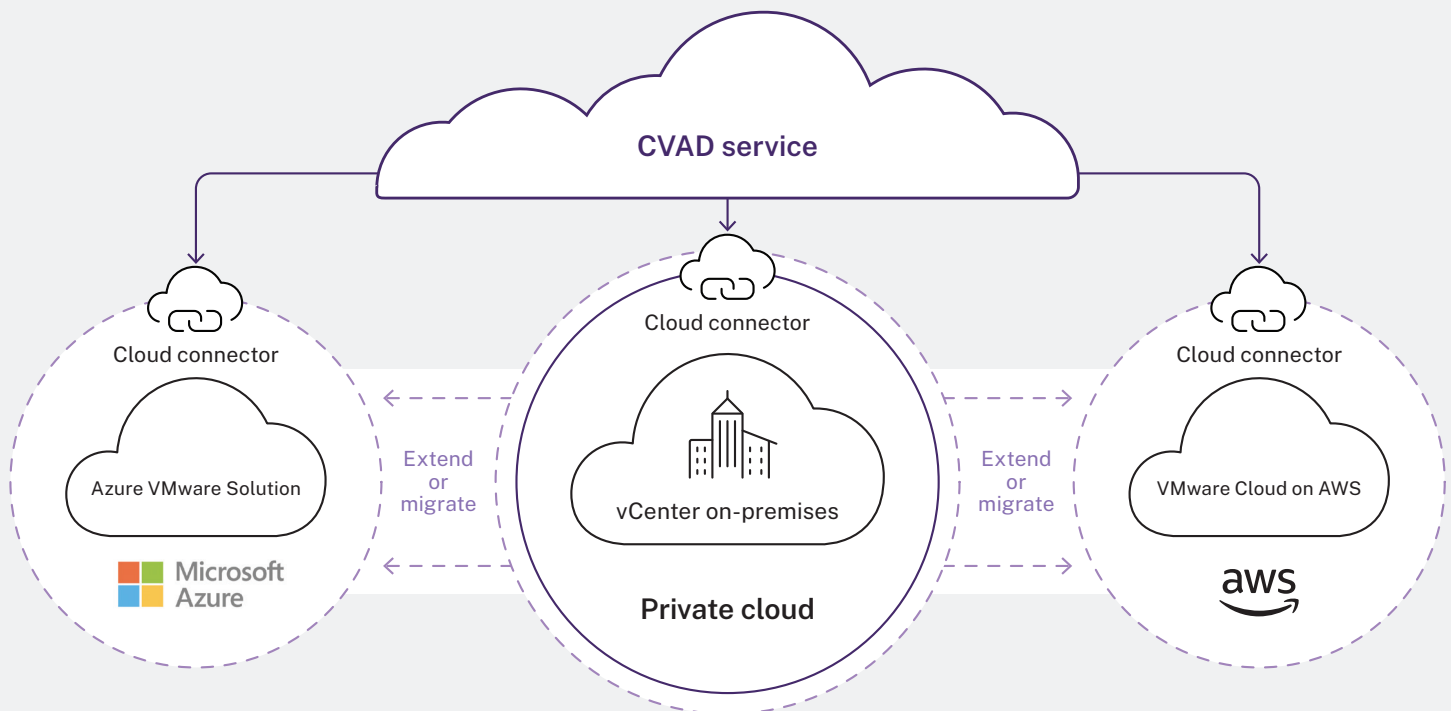 CVAD service
Cloud connector
Cloud connector
Cloud connector
Extend
or
migrate
Extend
or
migrate
Azure VMware Solution
vCenter on-premises
VMware Cloud on AWS
Microsoft
Azure
Private cloud
aws